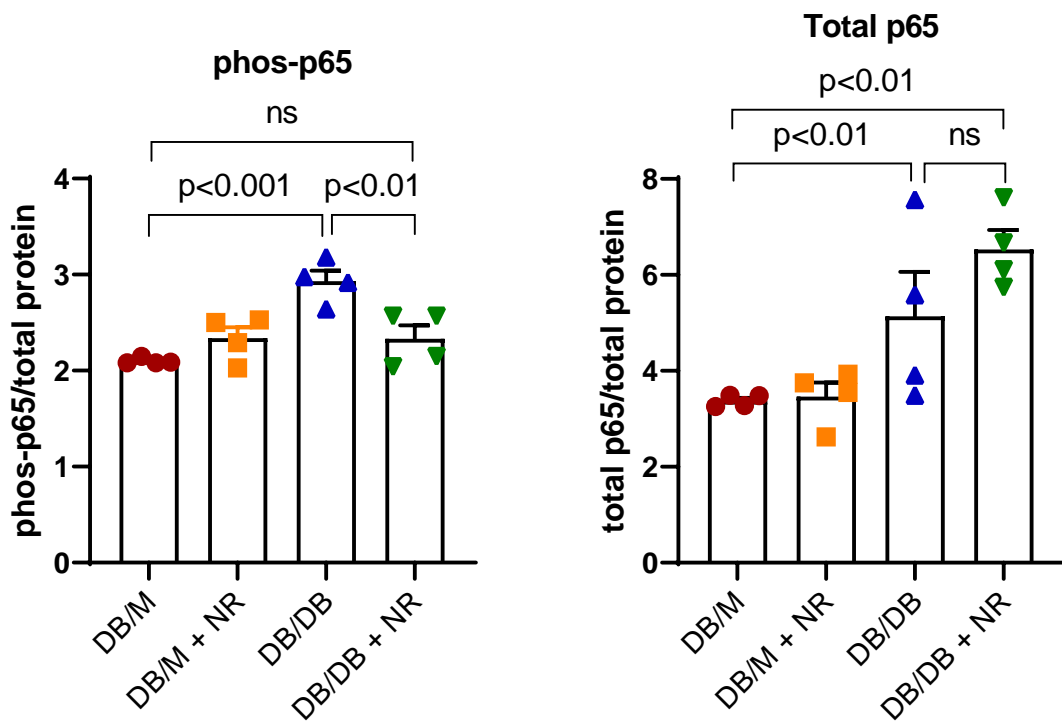 phos-p65
ns
p<0.001
p<0.01
phos-p65/total protein
4
3
2
1
0
DB/M
DB/M + NR
DB/DB
DB/DB + NR
Total p65
p<0.01
p<0.01
ns
total p65/total protein
8
6
4
2
0
DB/M
DB/M + NR
DB/DB
DB/DB + NR